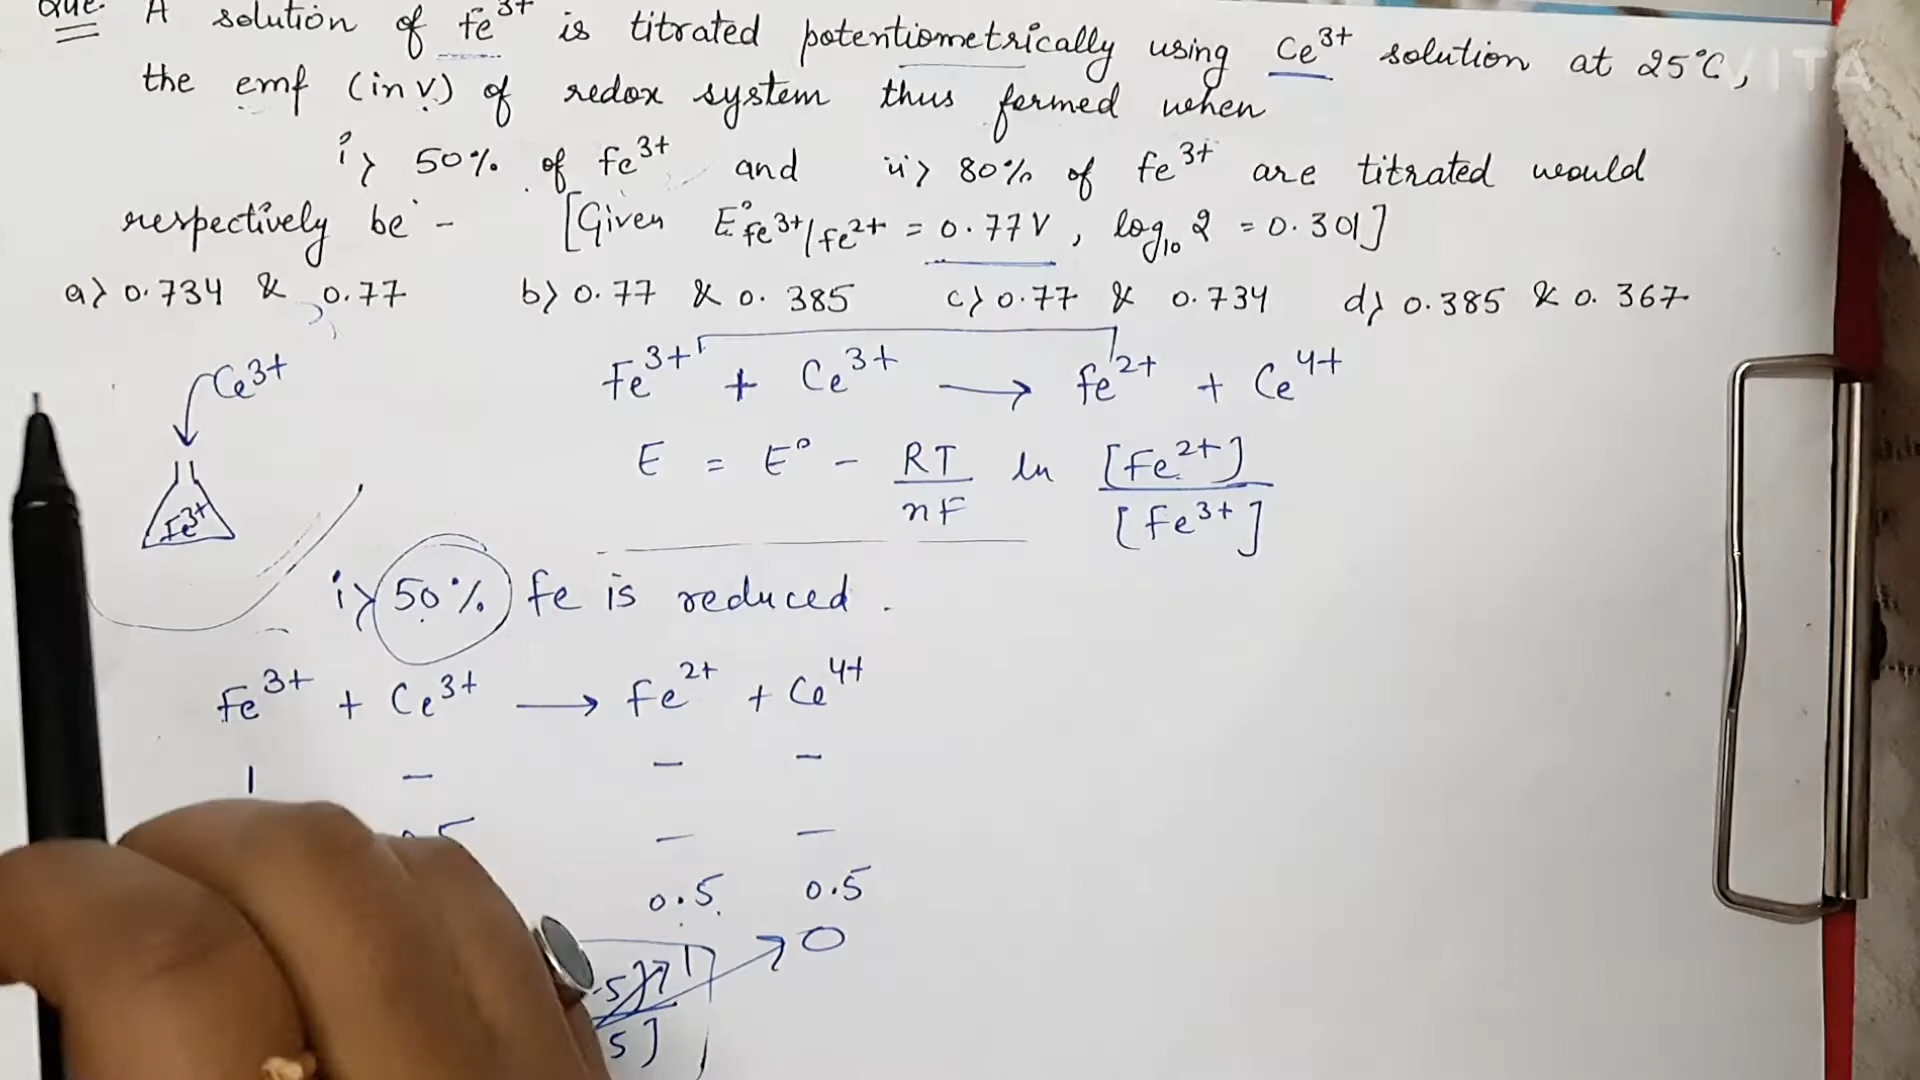 Que. A solution of Fe³⁺ is titrated potentiometrically using Ce³⁺ solution at 25°C,
VITA
the emf (in V) of redox system thus formed when
i> 50% of Fe³⁺ and ii> 80% of Fe³⁺ are titrated would
respectively be - [Given E°Fe³⁺/Fe²⁺ = 0.77V, log₁₀ 2 = 0.301]
a> 0.734 & 0.77 b> 0.77 & 0.385 c> 0.77 & 0.734 d> 0.385 & 0.367
Ce³⁺
Fe³⁺ + Ce³⁺ → Fe²⁺ + Ce⁴⁺
E = E° - RT/nF ln [Fe²⁺]/[Fe³⁺]
Fe³⁺
i> 50% Fe is reduced.
Fe³⁺ + Ce³⁺ → Fe²⁺ + Ce⁴⁺
1 - - -
- -
0.5 0.5
0
5]